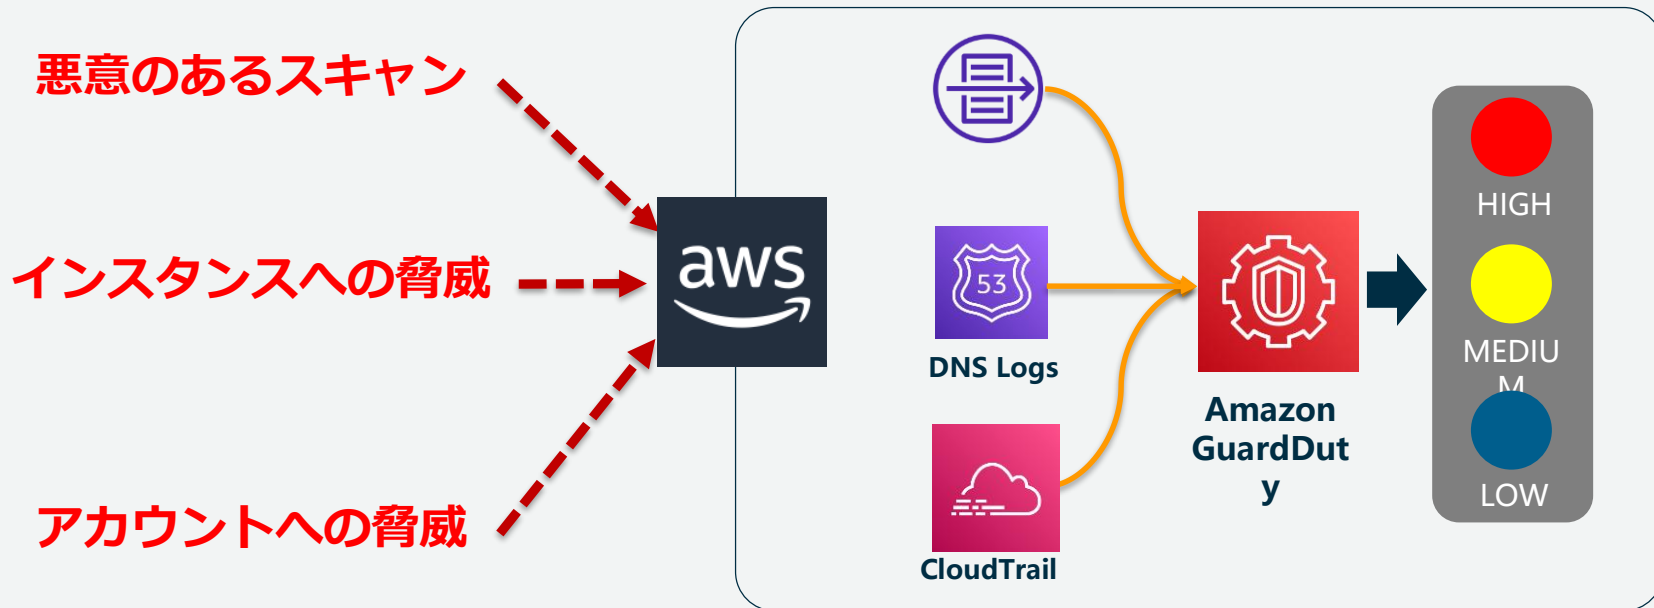 悪意のあるスキャン
インスタンスへの脅威
アカウントへの脅威
aws
53
DNS Logs
CloudTrail
Amazon
GuardDut
y
HIGH
MEDIU
M
LOW